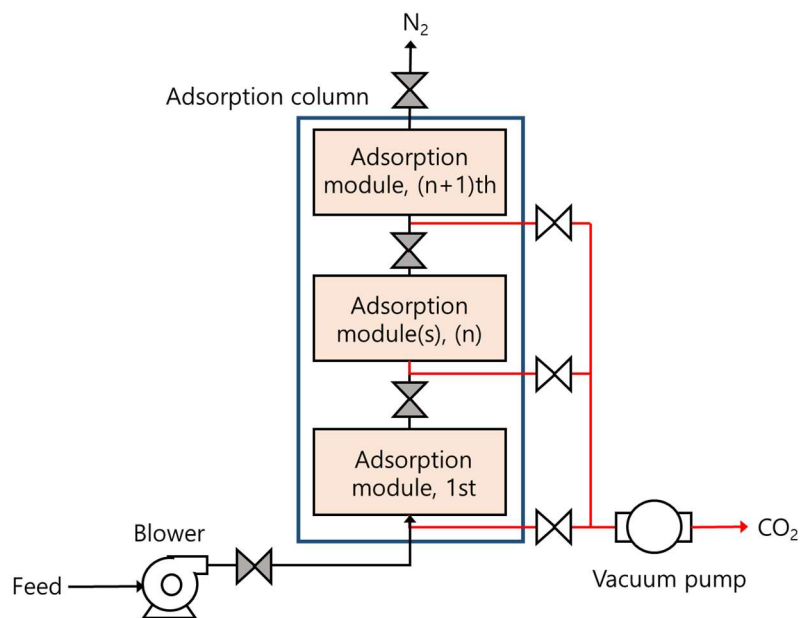 N₂
Adsorption column
Adsorption
module, (n+1)th
Adsorption
module(s), (n)
Adsorption
module, 1st
Blower
Feed
CO₂
Vacuum pump